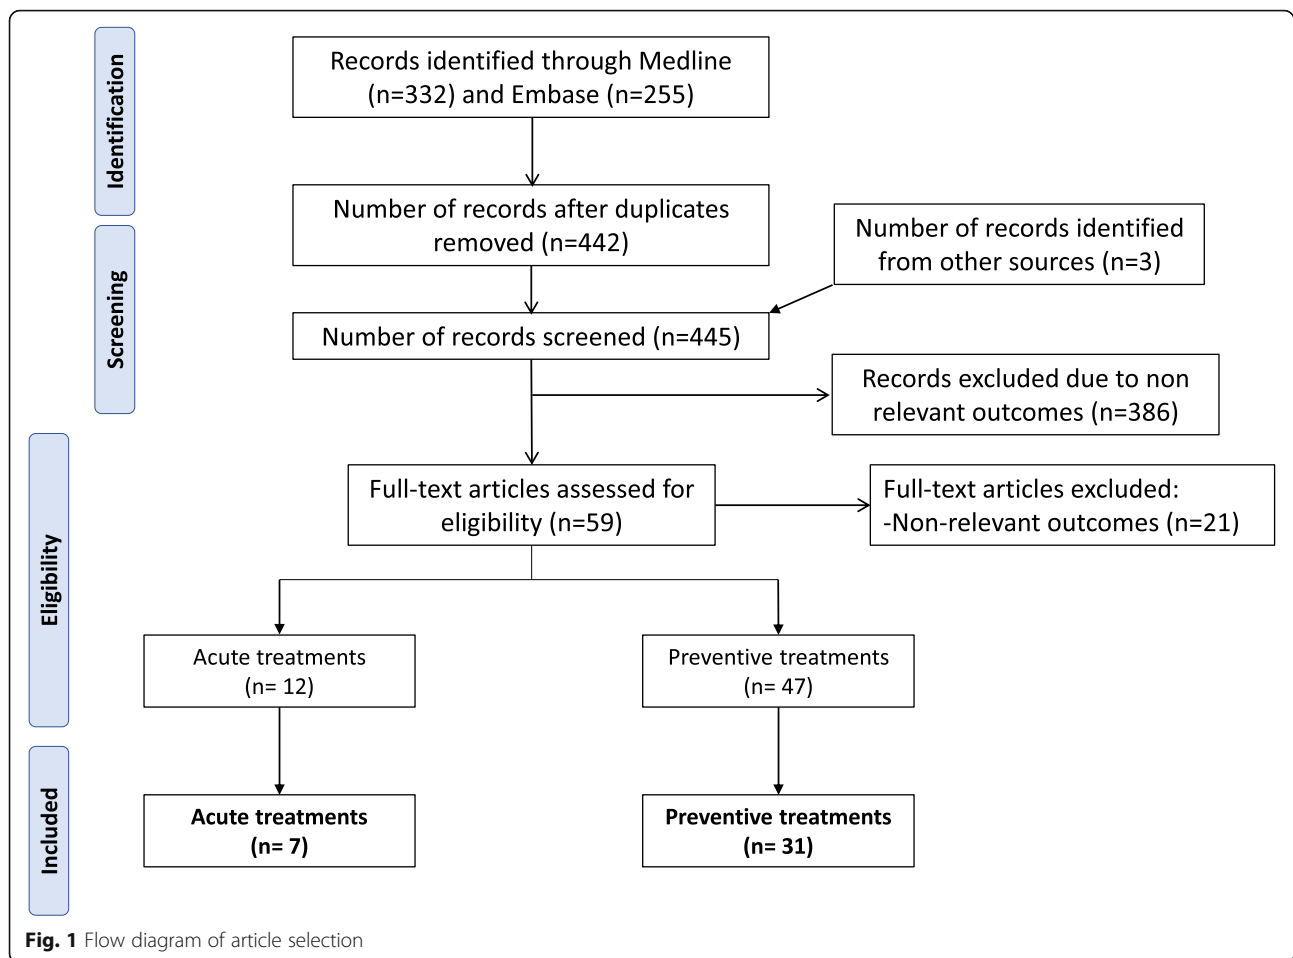 Identification
Records identified through Medline
(n=332) and Embase (n=255)
Number of records after duplicates
removed (n=442)
Screening
Number of records identified
from other sources (n=3)
Number of records screened (n=445)
Records excluded due to non
relevant outcomes (n=386)
Eligibility
Full-text articles assessed for
eligibility (n=59)
Full-text articles excluded:
-Non-relevant outcomes (n=21)
Acute treatments
(n= 12)
Preventive treatments
(n= 47)
Included
Acute treatments
(n= 7)
Preventive treatments
(n= 31)
Fig. 1 Flow diagram of article selection